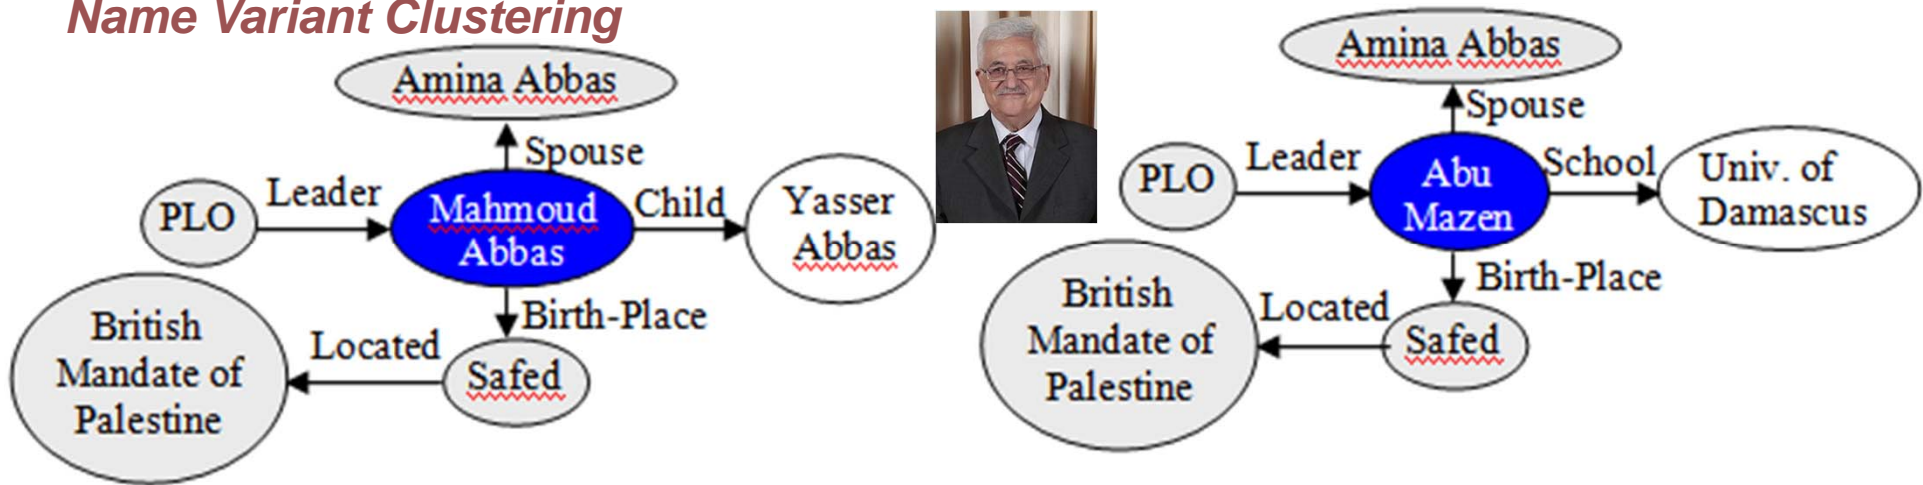 Name Variant Clustering
Amina Abbas
Spouse
PLO
Leader
Mahmoud
Abbas
Child
Yasser
Abbas
Birth-Place
British
Mandate of
Palestine
Located
Safed
Amina Abbas
Spouse
PLO
Leader
Abu
Mazen
School
Univ. of
Damascus
Birth-Place
British
Mandate of
Palestine
Located
Safed